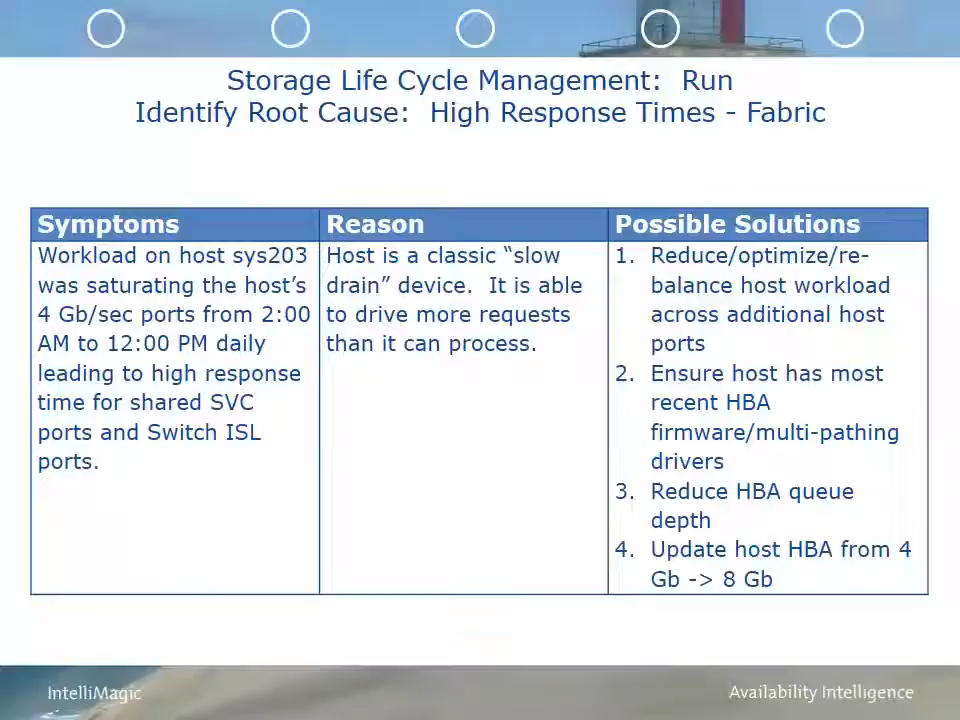 Storage Life Cycle Management:  Run
Identify Root Cause:  High Response Times - Fabric
Symptoms
Workload on host sys203
was saturating the host’s
4 Gb/sec ports from 2:00
AM to 12:00 PM daily
leading to high response
time for shared SVC
ports and Switch ISL
ports.
Reason
Host is a classic “slow
drain” device.  It is able
to drive more requests
than it can process.
Possible Solutions
1. Reduce/optimize/re-
balance host workload
across additional host
ports
2. Ensure host has most
recent HBA
firmware/multi-pathing
drivers
3. Reduce HBA queue
depth
4. Update host HBA from 4
Gb -> 8 Gb
IntelliMagic
Availability Intelligence